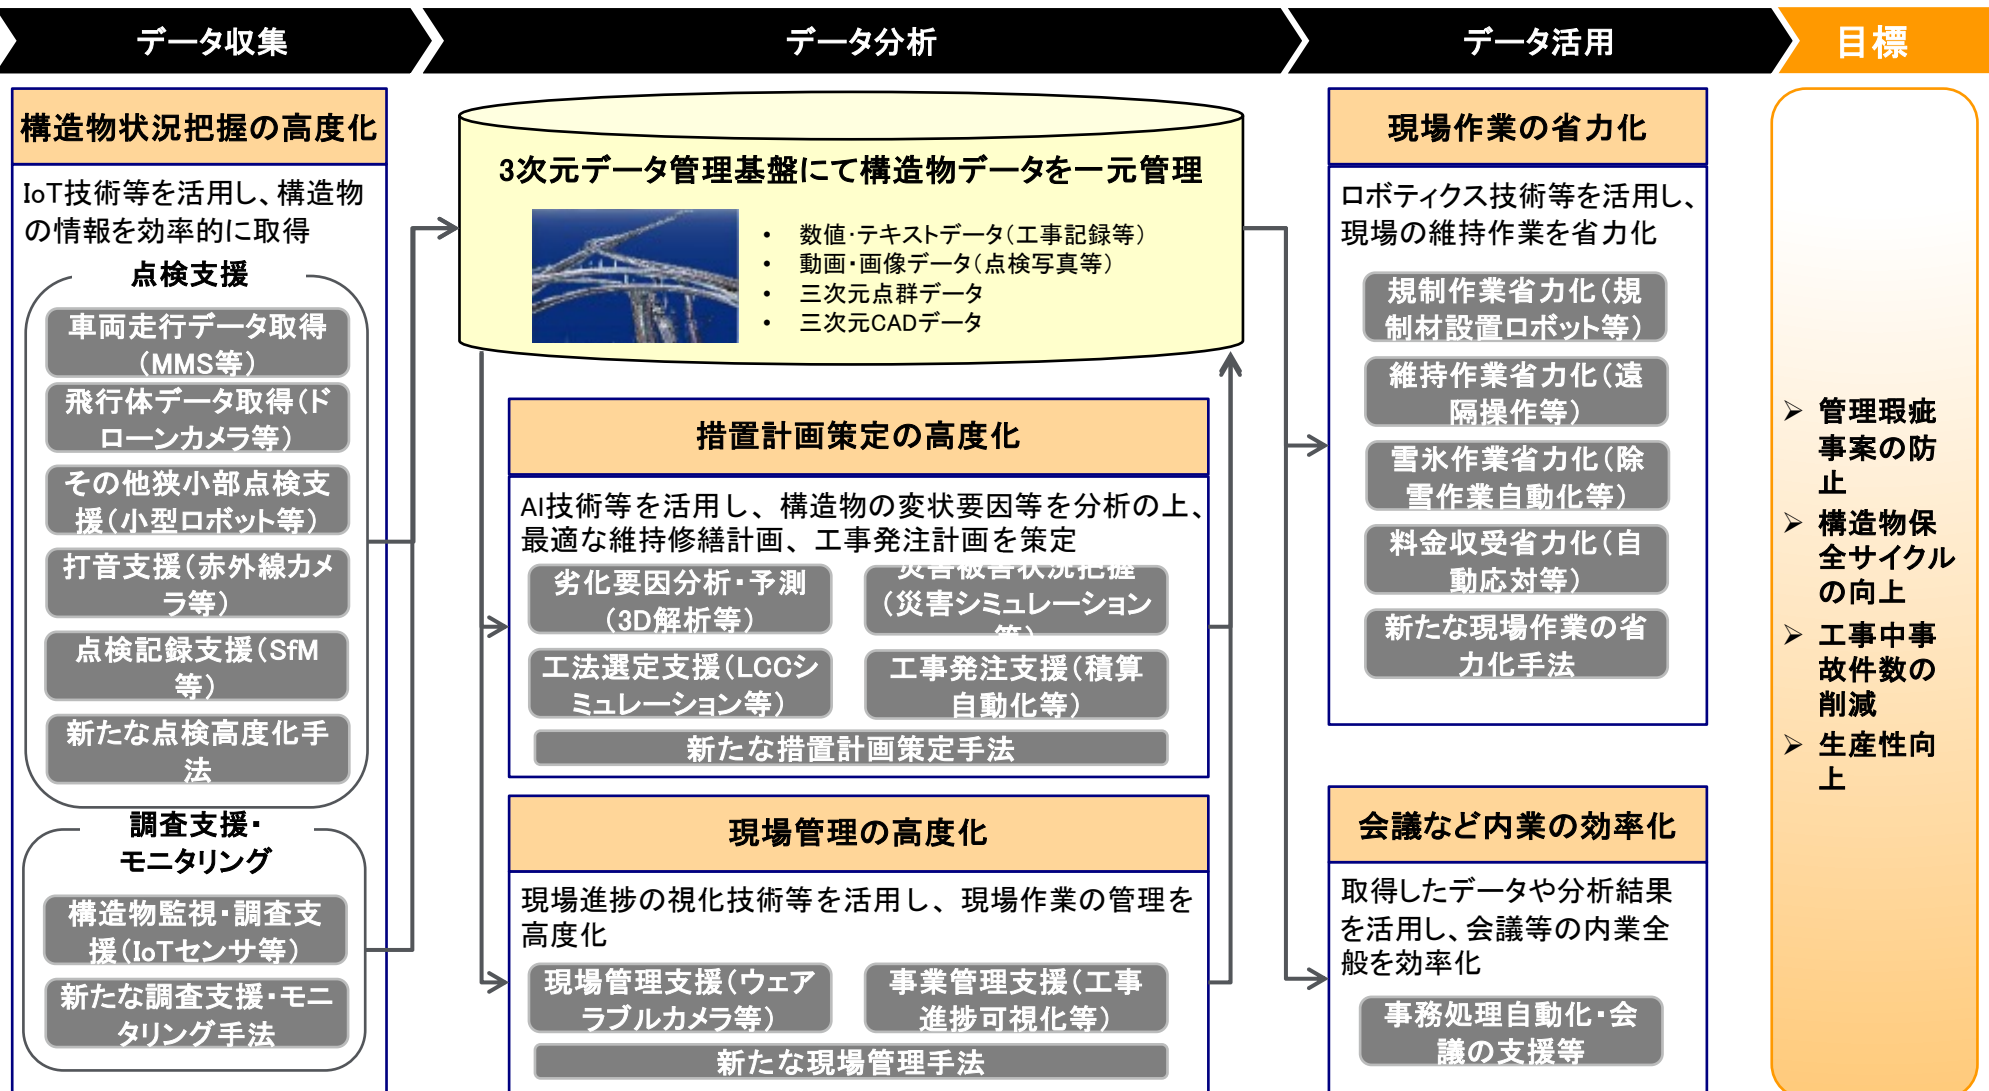 データ収集
データ分析
データ活用
目標
構造物状況把握の高度化
IoT技術等を活用し、構造物
の情報を効率的に取得
点検支援
車両走行データ取得
（MMS等）
飛行体データ取得（ド
ローンカメラ等）
その他狭小部点検支
援（小型ロボット等）
打音支援（赤外線カメ
ラ等）
点検記録支援（SfM
等）
新たな点検高度化手
法
調査支援・
モニタリング
構造物監視・調査支
援（IoTセンサ等）
新たな調査支援・モニ
タリング手法
3次元データ管理基盤にて構造物データを一元管理
• 数値・テキストデータ（工事記録等）
• 動画・画像データ（点検写真等）
• 三次元点群データ
• 三次元CADデータ
措置計画策定の高度化
AI技術等を活用し、構造物の変状要因等を分析の上、
最適な維持修繕計画、工事発注計画を策定
劣化要因分析・予測
（3D解析等）
災害被害状況把握
（災害シミュレーション
等）
工法選定支援（LCCシ
ミュレーション等）
工事発注支援（積算
自動化等）
新たな措置計画策定手法
現場管理の高度化
現場進捗の視化技術等を活用し、現場作業の管理を
高度化
現場管理支援（ウェア
ラブルカメラ等）
事業管理支援（工事
進捗可視化等）
新たな現場管理手法
現場作業の省力化
ロボティクス技術等を活用し、
現場の維持作業を省力化
規制作業省力化（規
制材設置ロボット等）
維持作業省力化（遠
隔操作等）
雪氷作業省力化（除
雪作業自動化等）
料金収受省力化（自
動応対等）
新たな現場作業の省
力化手法
会議など内業の効率化
取得したデータや分析結果
を活用し、会議等の内業全
般を効率化
事務処理自動化・会
議の支援等
➢ 管理瑕疵
事案の防
止
➢ 構造物保
全サイクル
の向上
➢ 工事中事
故件数の
削減
➢ 生産性向
上